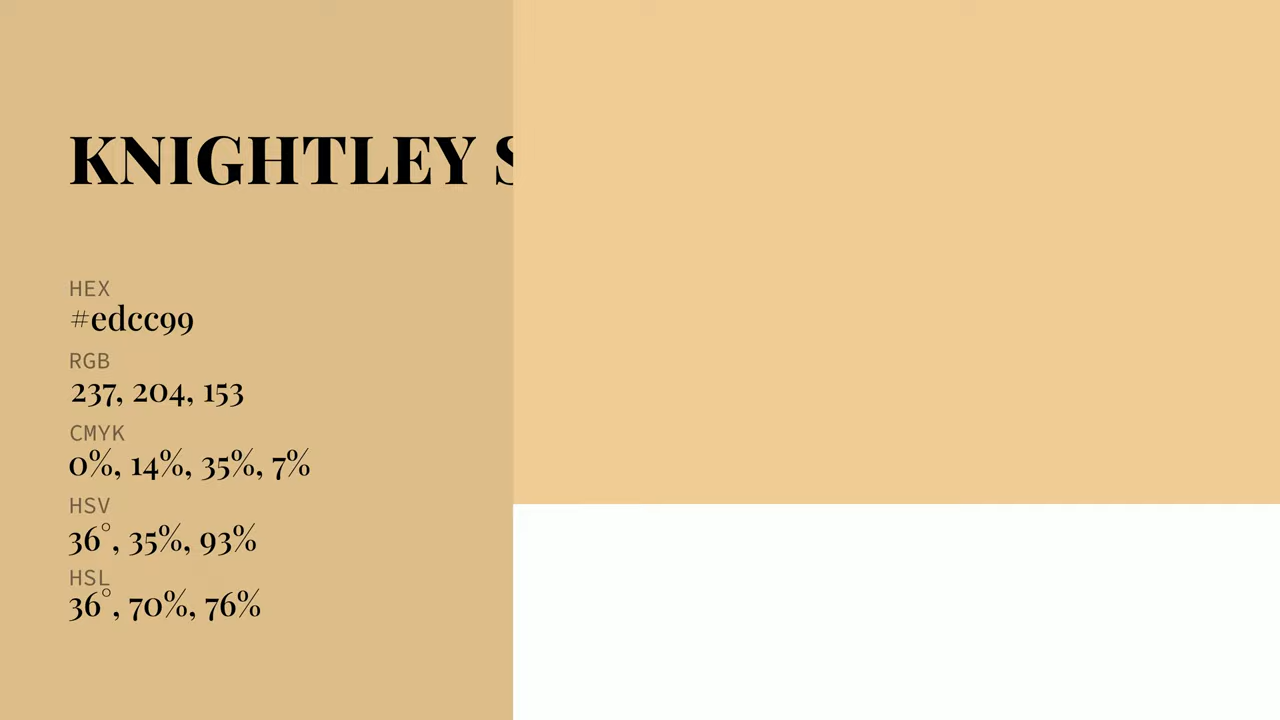 KNIGHTLEY S
HEX
#edcc99
RGB
237, 204, 153
CMYK
0%, 14%, 35%, 7%
HSV
36°, 35%, 93%
HSL
36°, 70%, 76%